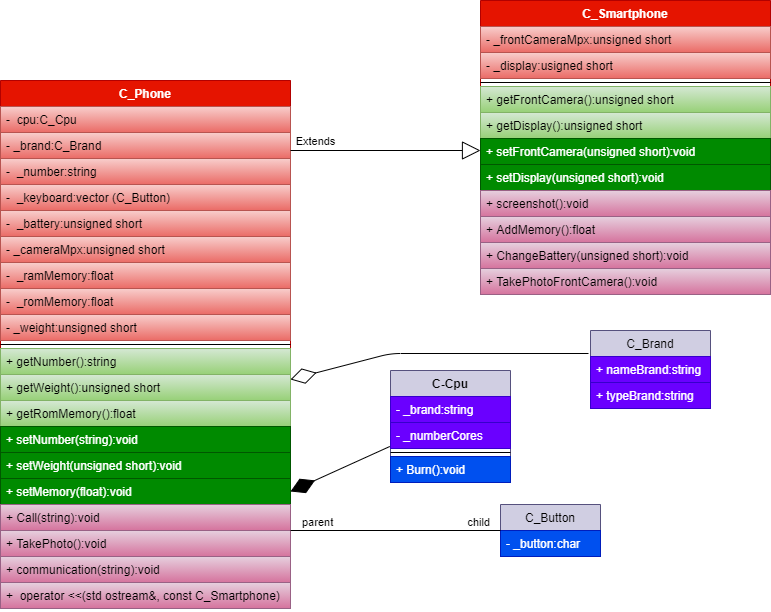 C_Smartphone
- _frontCameraMpx:unsigned short
- _display:usigned short
+ getFrontCamera():unsigned short
+ getDisplay():unsigned short
+ setFrontCamera(unsigned short):void
+ setDisplay(unsigned short):void
+ screenshot():void
+ AddMemory():float
+ ChangeBattery(unsigned short):void
+ TakePhotoFrontCamera():void
C_Phone
- cpu:C_Cpu
- _brand:C_Brand
- _number:string
- _keyboard:vector (C_Button)
- _battery:unsigned short
- _cameraMpx:unsigned short
- _ramMemory:float
- _romMemory:float
- _weight:unsigned short
+ getNumber():string
+ getWeight():unsigned short
+ getRomMemory():float
+ setNumber(string):void
+ setWeight(unsigned short):void
+ setMemory(float):void
+ Call(string):void
+ TakePhoto():void
+ communication(string):void
+ operator <<(std ostream&, const C_Smartphone)
Extends
C_Brand
+ nameBrand:string
+ typeBrand:string
C-Cpu
- _brand:string
- _numberCores
+ Burn():void
parent
child
C_Button
- _button:char